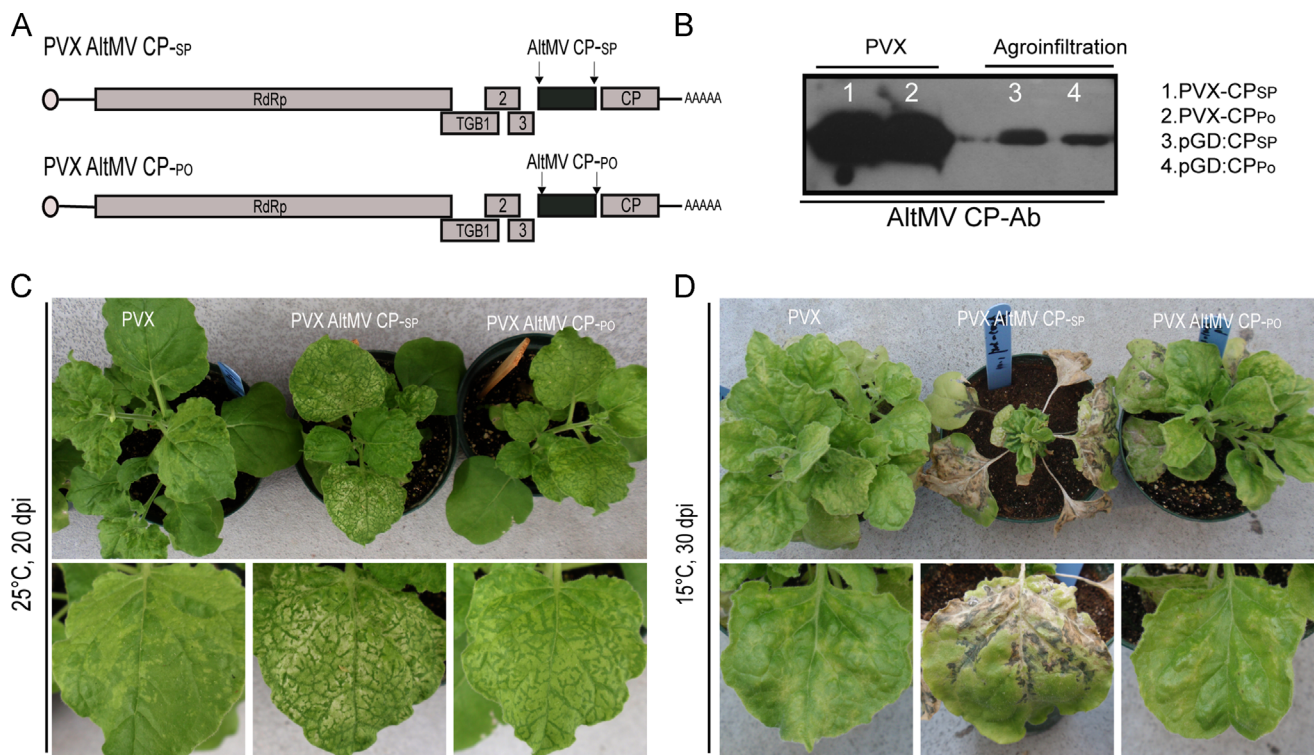 A
PVX AltMV CP-SP
AltMV CP-SP
RdRp
TGB1
2
3
CP
AAAAA
PVX AltMV CP-PO
AltMV CP-PO
RdRp
TGB1
2
3
CP
AAAAA
B
PVX Agroinfiltration
1 2 3 4
1.PVX-CPSP
2.PVX-CPPo
3.pGD:CPSP
4.pGD:CPPo
AltMV CP-Ab
C
25°C, 20 dpi
PVX
PVX AltMV CP-SP
PVX AltMV CP-PO
D
15°C, 30 dpi
PVX
PVX AltMV CP-SP
PVX AltMV CP-PO